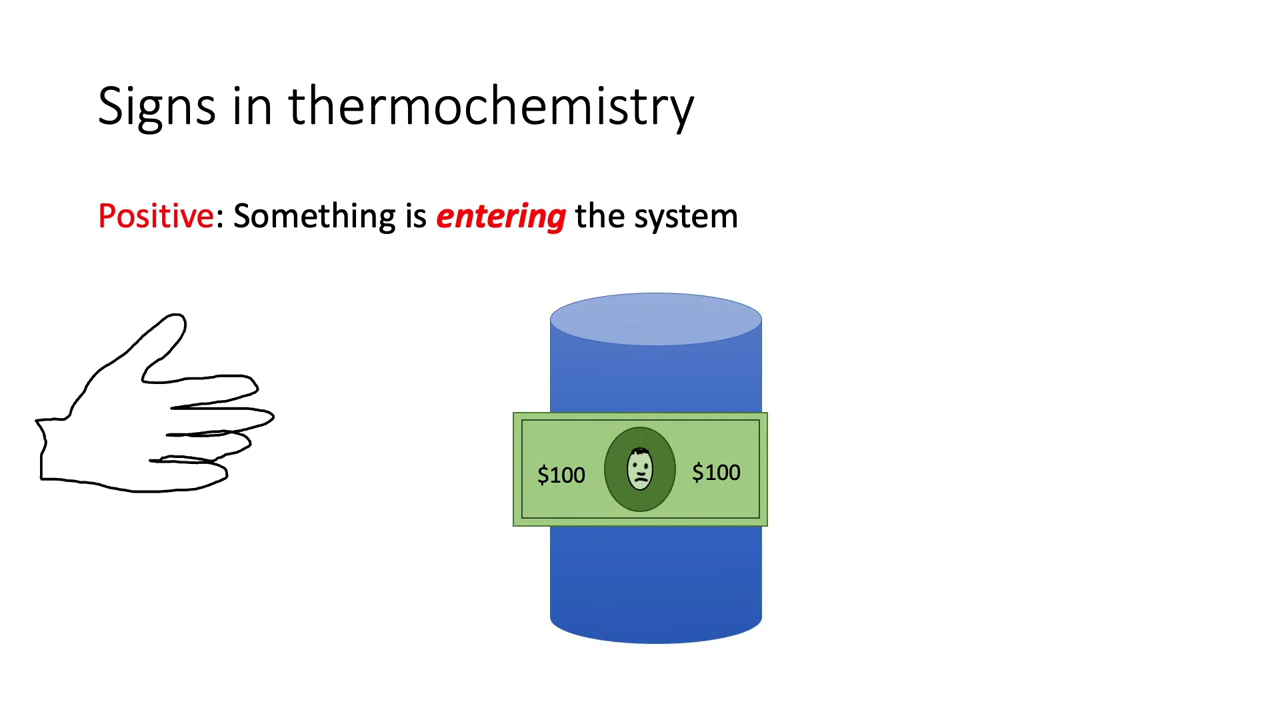 Signs in thermochemistry
Positive: Something is entering the system
$100 $100